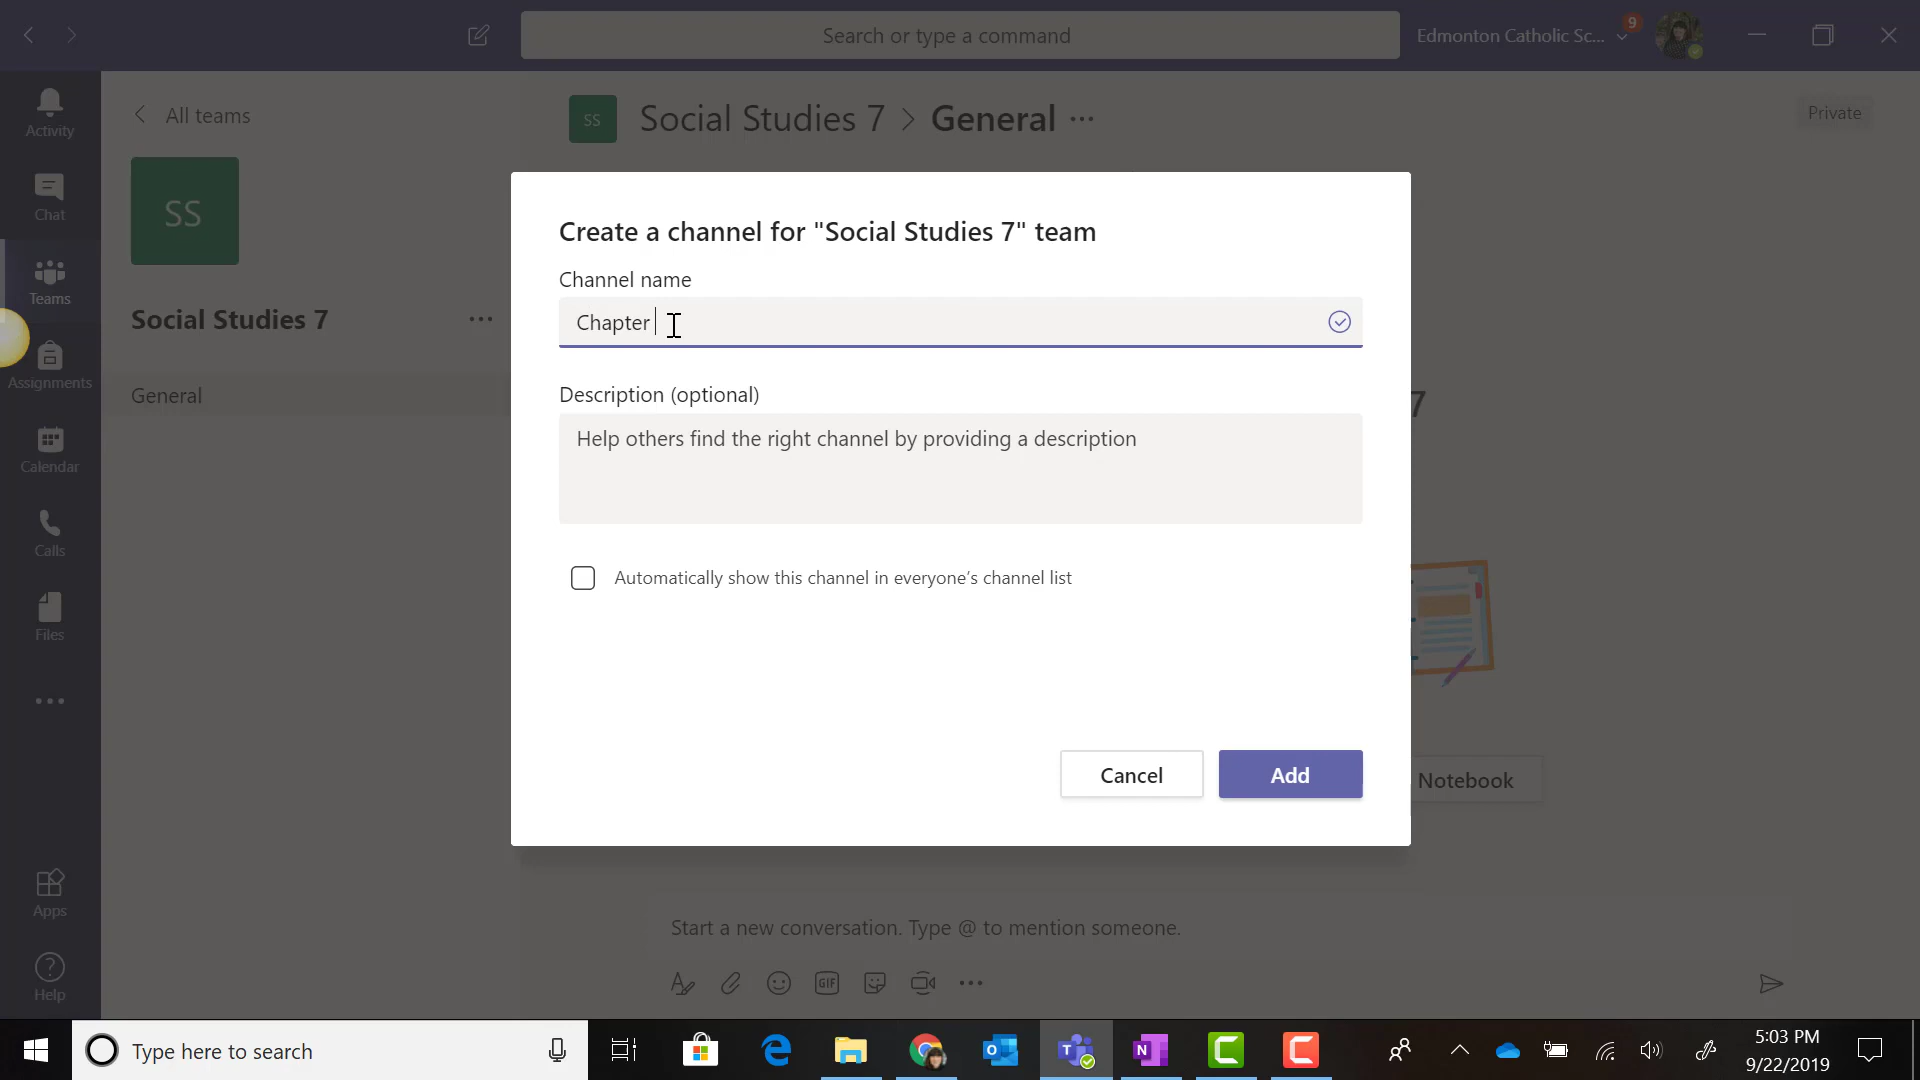 Search or type a command
Edmonton Catholic Sc...
9
Activity
Chat
Teams
Assignments
Calendar
Calls
Files
Apps
Help
All teams
SS
Social Studies 7
General
SS
Social Studies 7 > General
Private
7
Create a channel for "Social Studies 7" team
Channel name
Chapter
Description (optional)
Help others find the right channel by providing a description
Automatically show this channel in everyone's channel list
Cancel
Add
Notebook
Start a new conversation. Type @ to mention someone.
GIF
Type here to search
5:03 PM
9/22/2019